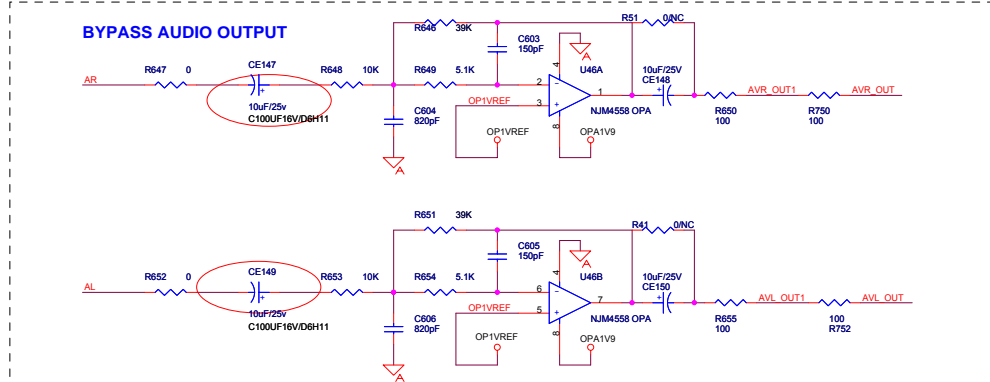 BYPASS AUDIO OUTPUT
R646 39K
R51 0/NC
C603
150pF
A
R647 0
CE147
R648 10K
R649 5.1K
4
U46A
10uF/25V
CE148
AR
10uF/25v
C100UF16V/D6H11
2
1
3
OP1VREF
8
NJM4558 OPA
R650
100
AVR_OUT1
R750
100
AVR_OUT
C604
820pF
OP1VREF
OPA1V9
A
R651 39K
R41 0/NC
C605
150pF
A
R652 0
CE149
R653 10K
R654 5.1K
4
U46B
10uF/25V
CE150
AL
10uF/25v
C100UF16V/D6H11
6
7
5
OP1VREF
8
NJM4558 OPA
R655
100
AVL_OUT1
100
R752
AVL_OUT
C606
820pF
OP1VREF
OPA1V9
A